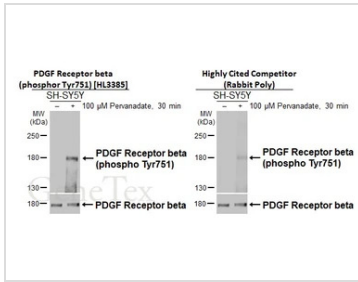 PDGF Receptor beta
(phosphor Tyr751) [HL3385]
SH-SY5Y
– +
MW
(kDa)
250
180
130
180
PDGF Receptor beta
(phospho Tyr751)
PDGF Receptor beta
100 µM Pervanadate, 30 min
Highly Cited Competitor
(Rabbit Poly)
SH-SY5Y
– +
100 µM Pervanadate, 30 min
MW
(kDa)
250
180
130
180
PDGF Receptor beta
(phospho Tyr751)
PDGF Receptor beta
GeneTex